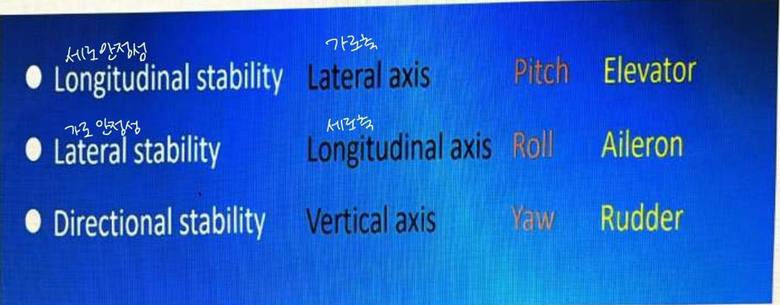 세로 안정성 가로축
Longitudinal stability Lateral axis Pitch Elevator
가로 안정성 세로축
Lateral stability Longitudinal axis Roll Aileron
Directional stability Vertical axis Yaw Rudder